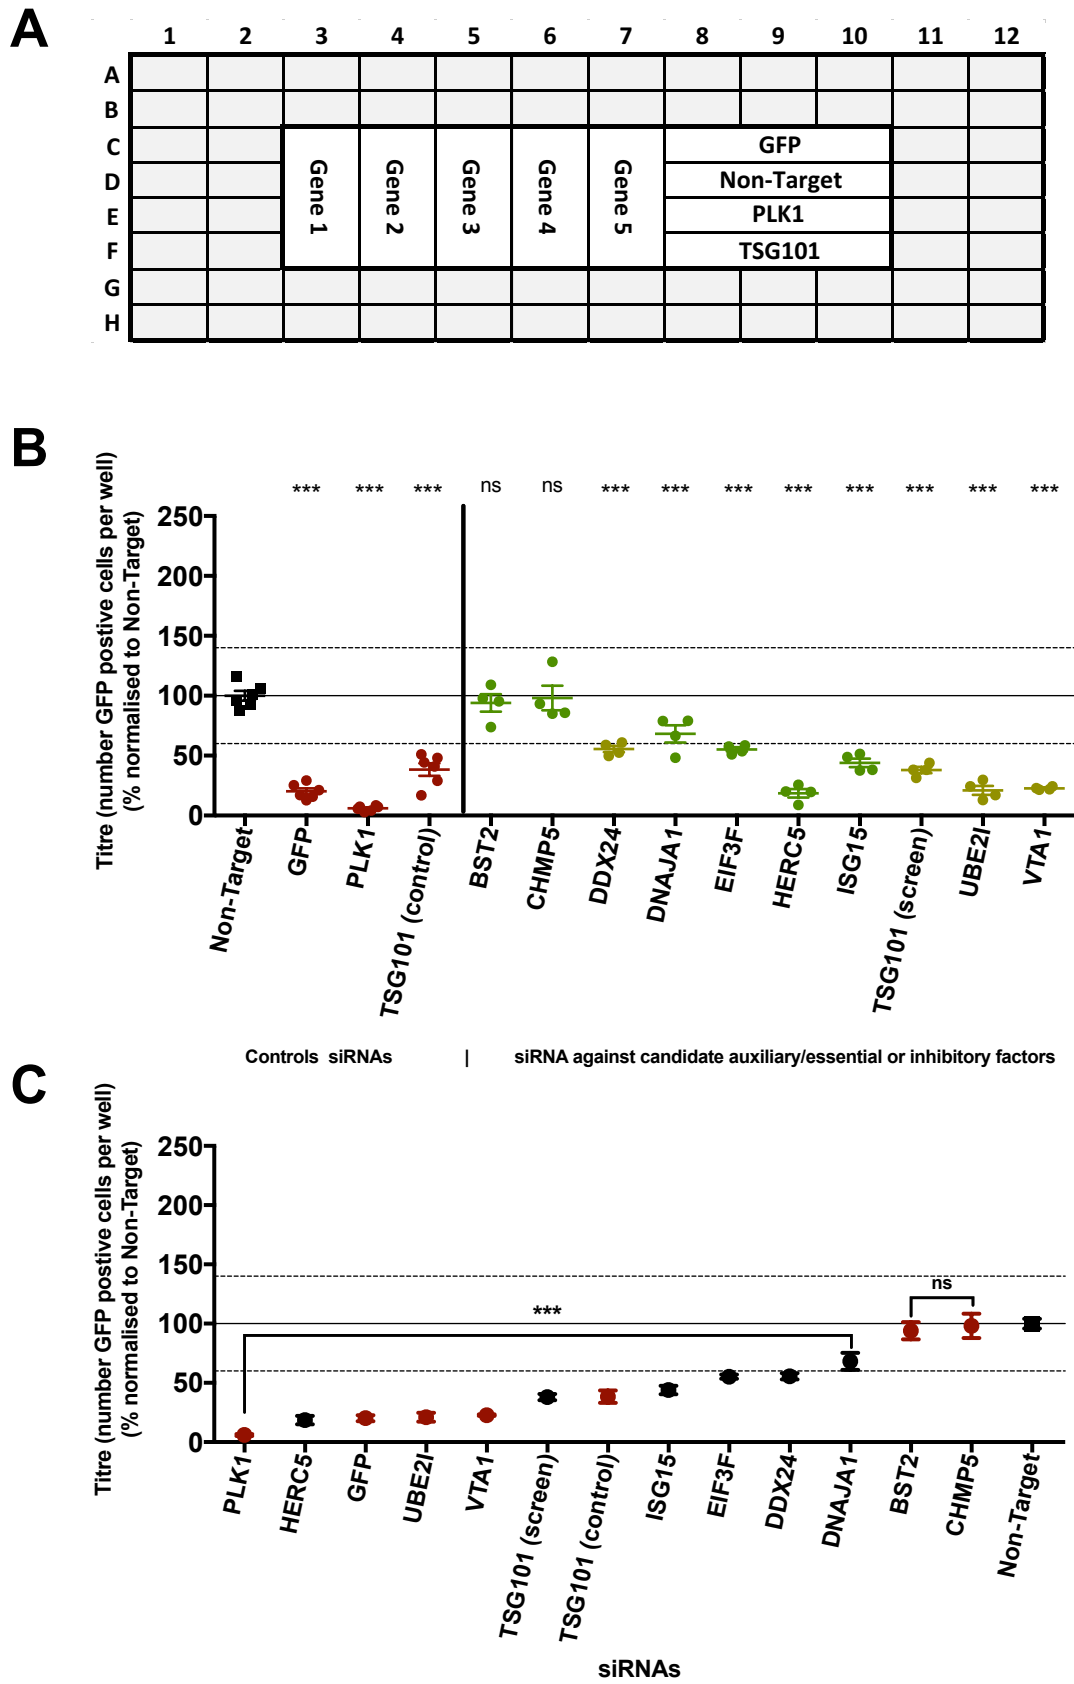 A
1 2 3 4 5 6 7 8 9 10 11 12
A
B
C
D
E
F
G
H
Gene 1
Gene 2
Gene 3
Gene 4
Gene 5
GFP
Non-Target
PLK1
TSG101
B
Titre (number GFP postive cells per well)
(% normalised to Non-Target)
*** *** *** ns ns *** *** *** *** *** *** *** ***
250
200
150
100
50
0
Non-Target
GFP
PLK1
TSG101 (control)
BST2
CHMP5
DDX24
DNAJA1
EIF3F
HERC5
ISG15
TSG101 (screen)
UBE2I
VTA1
Controls siRNAs | siRNA against candidate auxiliary/essential or inhibitory factors
C
Titre (number GFP postive cells per well)
(% normalised to Non-Target)
250
200
150
100
50
0
ns
***
PLK1
HERC5
GFP
UBE2I
VTA1
TSG101 (screen)
TSG101 (control)
ISG15
EIF3F
DDX24
DNAJA1
BST2
CHMP5
Non-Target
siRNAs